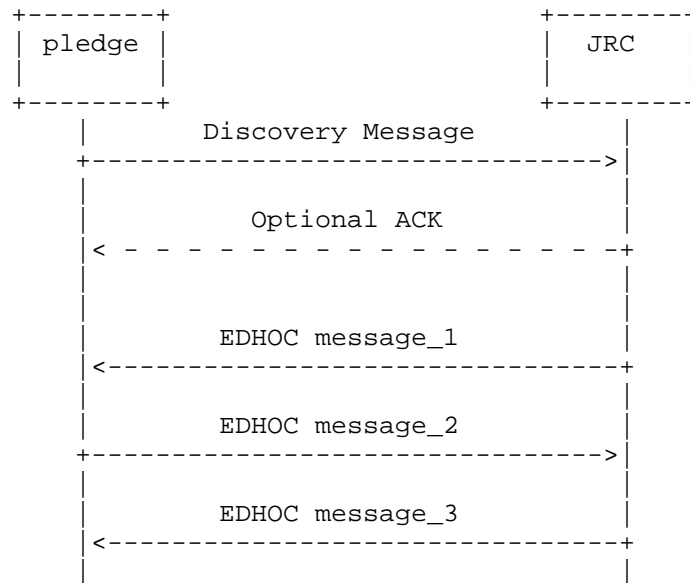 pledge JRC
Discovery Message
Optional ACK
EDHOC message_1
EDHOC message_2
EDHOC message_3